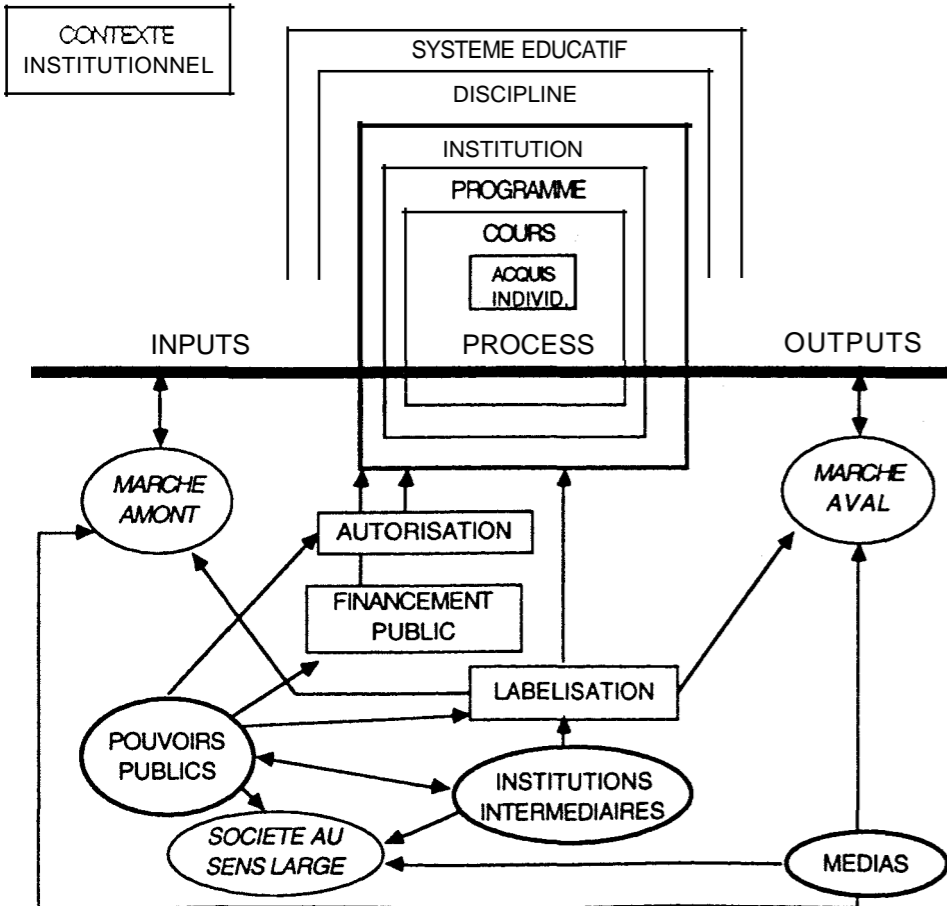 CONTEXTE
INSTITUTIONNEL
SYSTEME EDUCATIF
DISCIPLINE
INSTITUTION
PROGRAMME
COURS
ACQUIS
INDIVID.
INPUTS
PROCESS
OUTPUTS
MARCHE
AMONT
MARCHE
AVAL
AUTORISATION
FINANCEMENT
PUBLIC
LABELISATION
POUVOIRS
PUBLICS
INSTITUTIONS
INTERMEDIAIRES
SOCIETE AU
SENS LARGE
MEDIAS